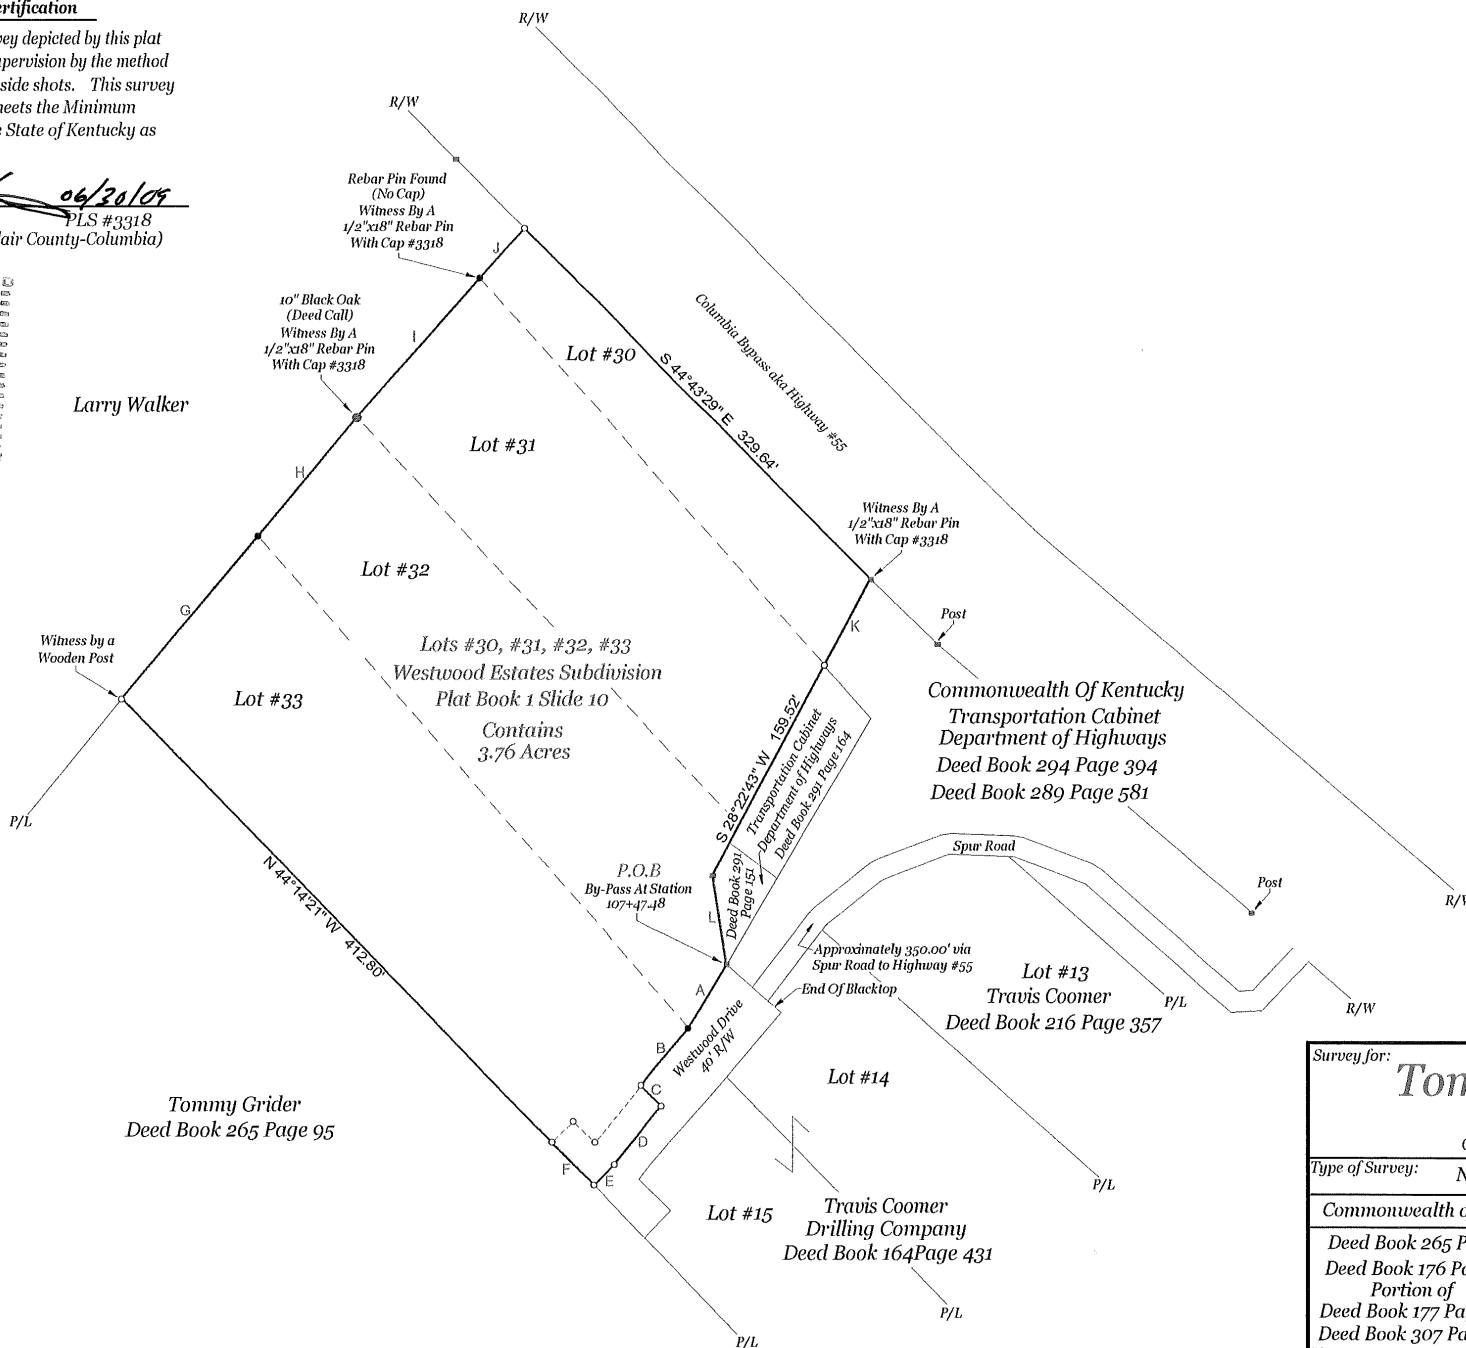 ertification
vey depicted by this plat
pervision by the method
side shots. This survey
neets the Minimum
State of Kentucky as
06/30/09
PLS #3318
lair County-Columbia)
R/W
R/W
Rebar Pin Found
(No Cap)
Witness By A
1/2"x18" Rebar Pin
With Cap #3318
J
10" Black Oak
(Deed Call)
Witness By A
1/2"x18" Rebar Pin
With Cap #3318
I
Lot #30
S 44°43'29" E 329.64'
Columbia Bypass aka Highway #55
Larry Walker
Lot #31
H
Witness By A
1/2"x18" Rebar Pin
With Cap #3318
Lot #32
G
K
Post
Witness by a
Wooden Post
Lots #30, #31, #32, #33
Westwood Estates Subdivision
Plat Book 1 Slide 10
Contains
3.76 Acres
Lot #33
S 28°22'43" W 159.52'
Transportation Cabinet
Department of Highways
Deed Book 291 Page 164
Commonwealth Of Kentucky
Transportation Cabinet
Department of Highways
Deed Book 294 Page 394
Deed Book 289 Page 581
P/L
Spur Road
P.O.B
By-Pass At Station
107+47.48
Deed Book 291
Page 151
L
Post
R/W
N 44°14'21" W 412.80'
Approximately 350.00' via
Spur Road to Highway #55
End Of Blacktop
Lot #13
Travis Coomer
Deed Book 216 Page 357
P/L
R/W
A
Westwood Drive
40' R/W
B
C
D
E
F
Lot #14
Tommy Grider
Deed Book 265 Page 95
P/L
Lot #15
Travis Coomer
Drilling Company
Deed Book 164Page 431
P/L
P/L
Survey for:
Tom
Type of Survey: N
Commonwealth o
Deed Book 265 P
Deed Book 176 Pa
Portion of
Deed Book 177 Pa
Deed Book 307 Pa